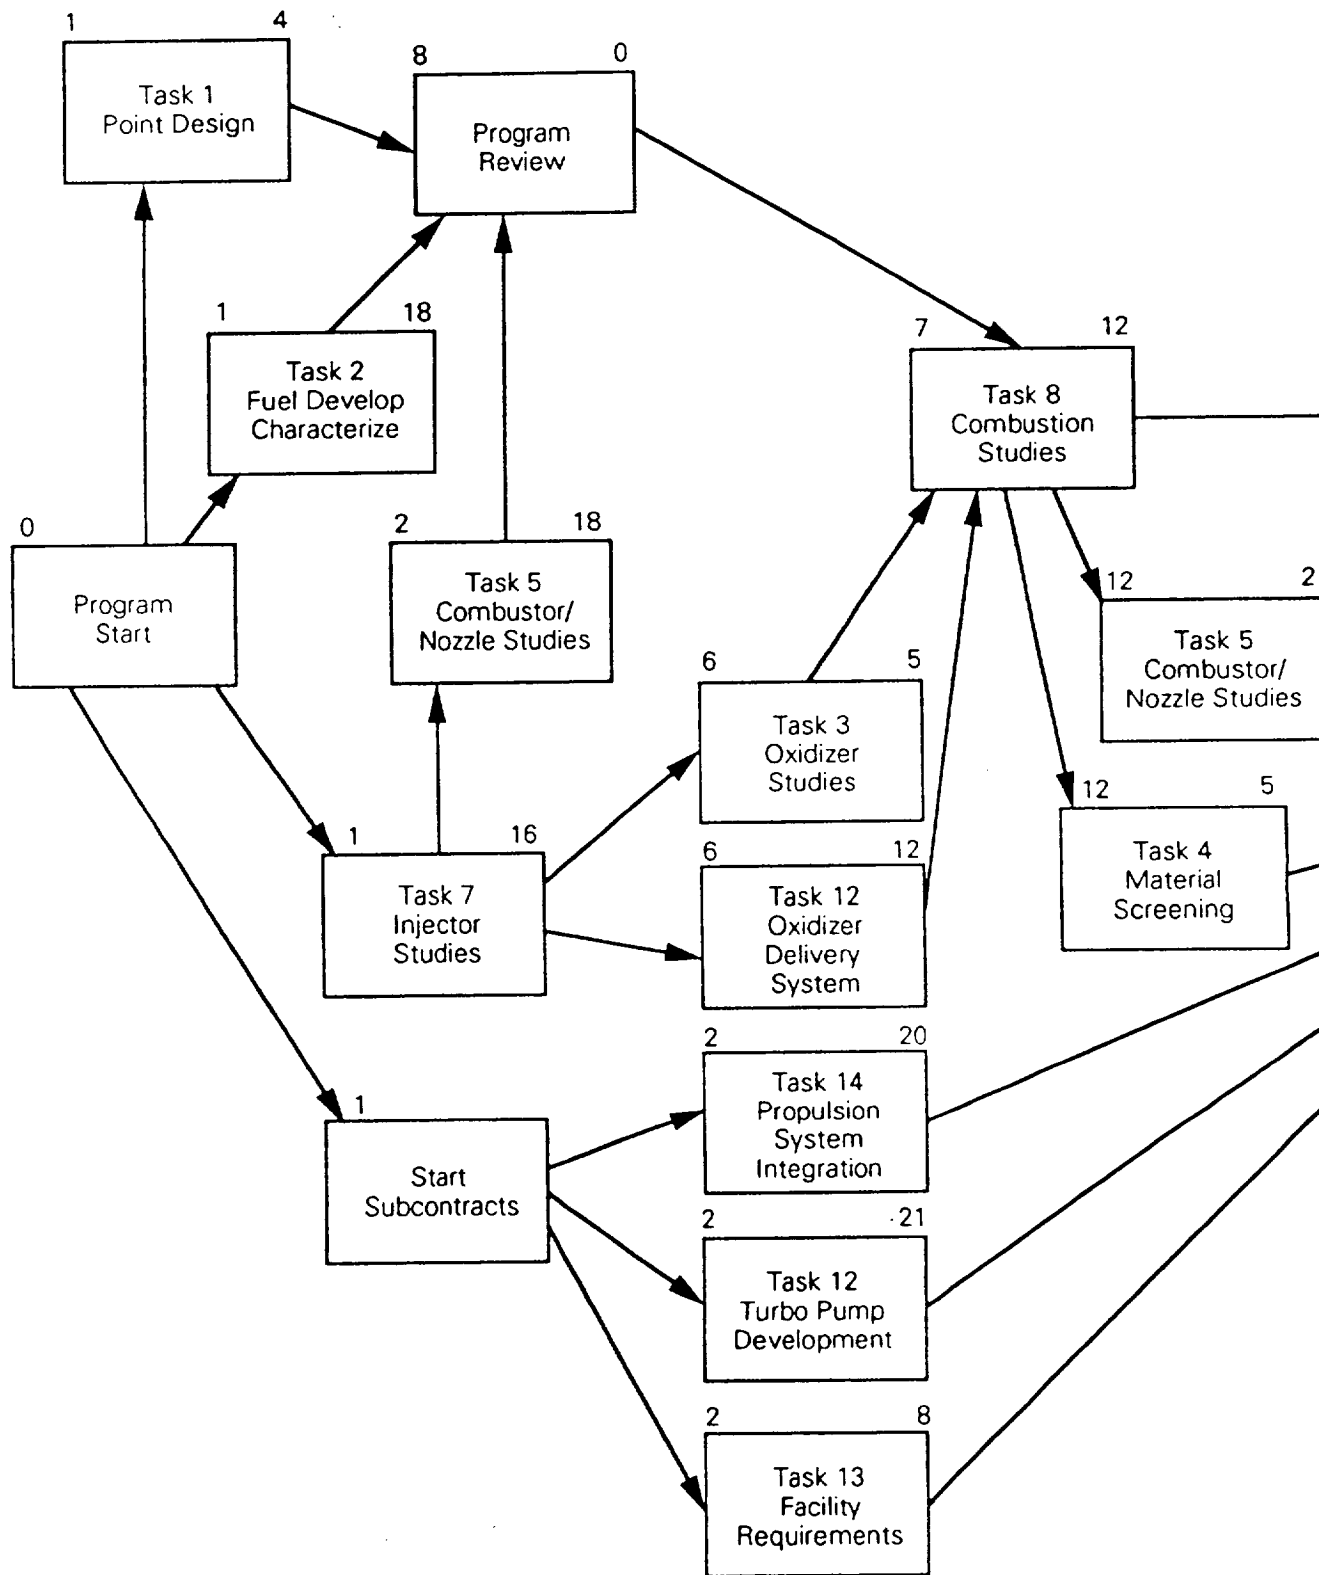 1 4
Task 1
Point Design
8 0
Program
Review
1 18
Task 2
Fuel Develop
Characterize
7 12
Task 8
Combustion
Studies
0
Program
Start
2 18
Task 5
Combustor/
Nozzle Studies
12 2
Task 5
Combustor/
Nozzle Studies
6 5
Task 3
Oxidizer
Studies
12 5
Task 4
Material
Screening
1 16
Task 7
Injector
Studies
6 12
Task 12
Oxidizer
Delivery
System
2 20
Task 14
Propulsion
System
Integration
1
Start
Subcontracts
2 21
Task 12
Turbo Pump
Development
2 8
Task 13
Facility
Requirements